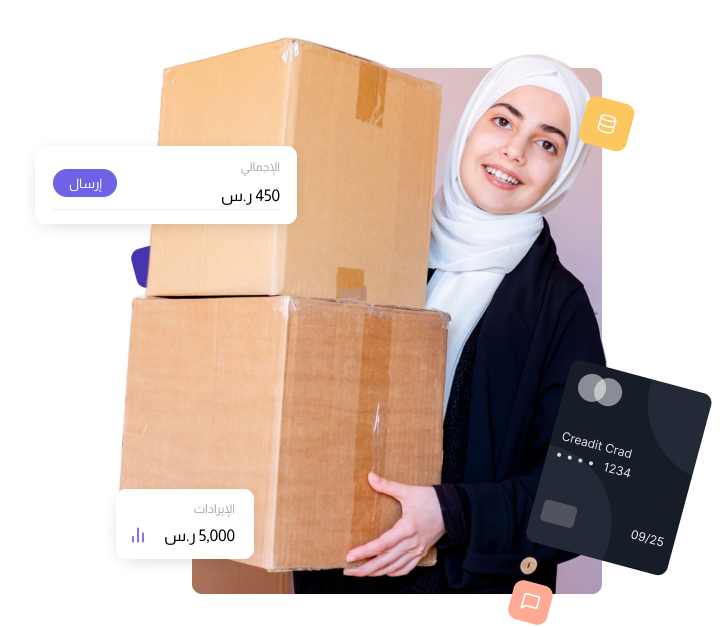 الإجمالي
450 ر.س
إرسال
Creadit Crad
• • • • 1234
09/25
الإيرادات
5,000 ر.س